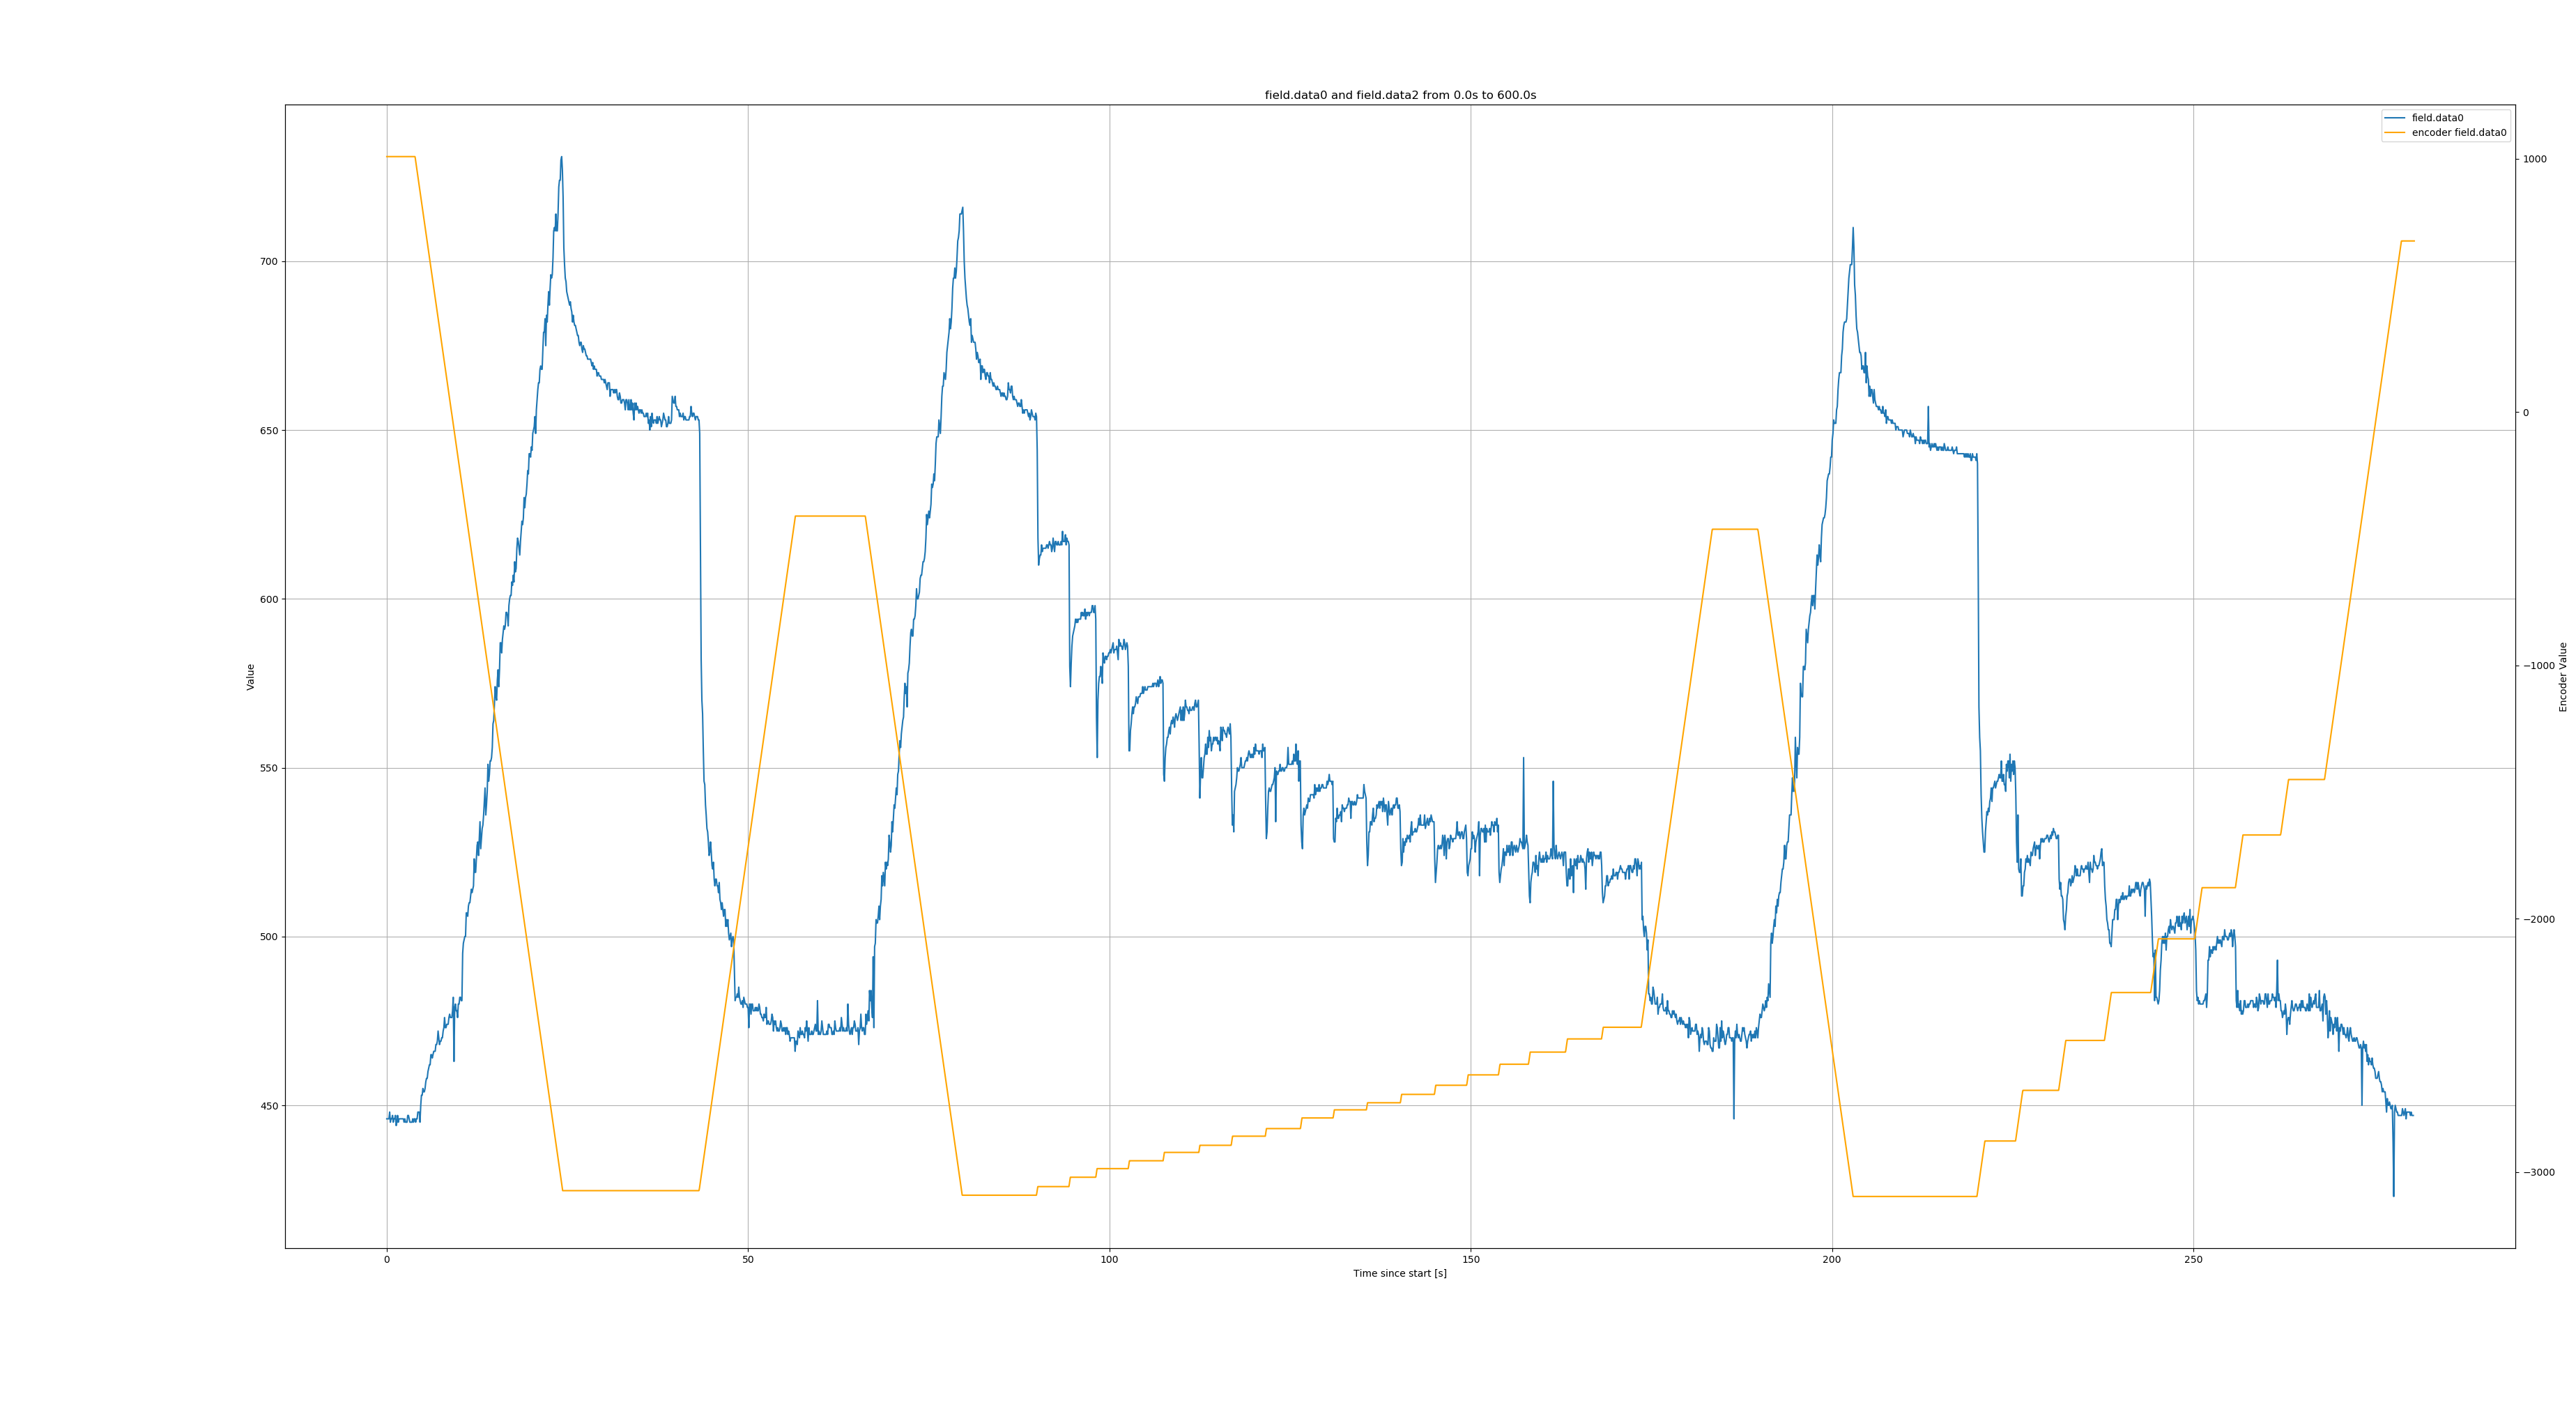 field.data0 and field.data2 from 0.0s to 600.0s
field.data0
encoder field.data0
700
650
600
550
500
450
Value
1000
0
−1000
−2000
−3000
Encoder Value
0
50
100
150
200
250
Time since start [s]